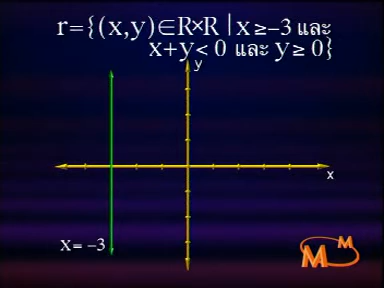 r={(x,y)∈R×R|x≥–3 และ
x+y<0 และ y≥0}
y
x
x= –3
M M